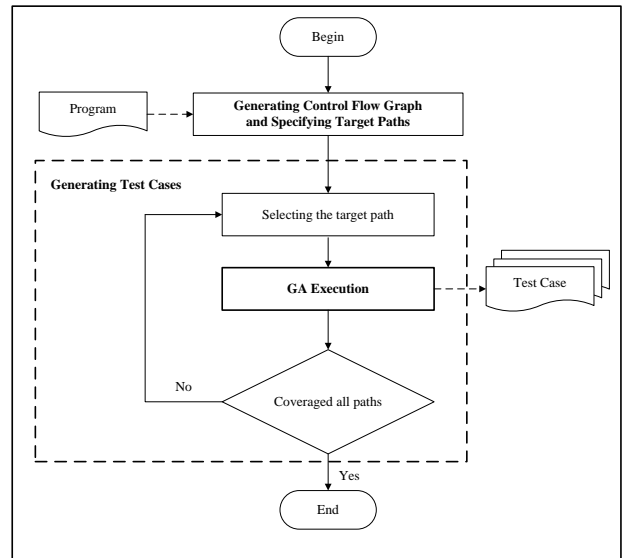 Begin
Program
Generating Control Flow Graph
and Specifying Target Paths
Generating Test Cases
Selecting the target path
GA Execution
Test Case
No
Coveraged all paths
Yes
End